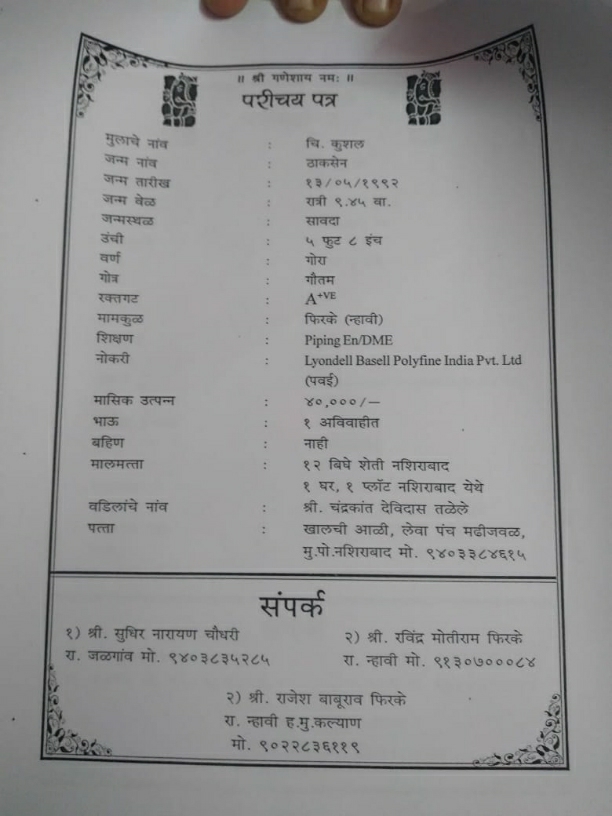 ॥ श्री गणेशाय नमः ॥
परीचय पत्र
मुलाचे नांव : चि. कुशल
जन्म नांव : ठाकसेन
जन्म तारीख : १३/०५/१९९२
जन्म वेळ : रात्री ९.४५ वा.
जन्मस्थळ : सावदा
उंची : ५ फुट ८ इंच
वर्ण : गोरा
गोत्र : गौतम
रक्तगट : A+VE
मामकुळ : फिरके (न्हावी)
शिक्षण : Piping En/DME
नोकरी : Lyondell Basell Polyfine India Pvt. Ltd
(पवई)
मासिक उत्पन्न : ४०,०००/–
भाऊ : १ अविवाहीत
बहिण : नाही
मालमत्ता : १२ बिघे शेती नशिराबाद
१ घर, १ प्लॉट नशिराबाद येथे
वडिलांचे नांव : श्री. चंद्रकांत देविदास तळेले
पत्ता : खालची आळी, लेवा पंच मढीजवळ,
मु.पो.नशिराबाद मो. ९४०३३८४६१५
संपर्क
१) श्री. सुधिर नारायण चौधरी
रा. जळगांव मो. ९४०३८३५२८५
२) श्री. रविंद्र मोतीराम फिरके
रा. न्हावी मो. ९१३०७०००८४
२) श्री. राजेश बाबूराव फिरके
रा. न्हावी ह.मु.कल्याण
मो. ९०२२८३६११९